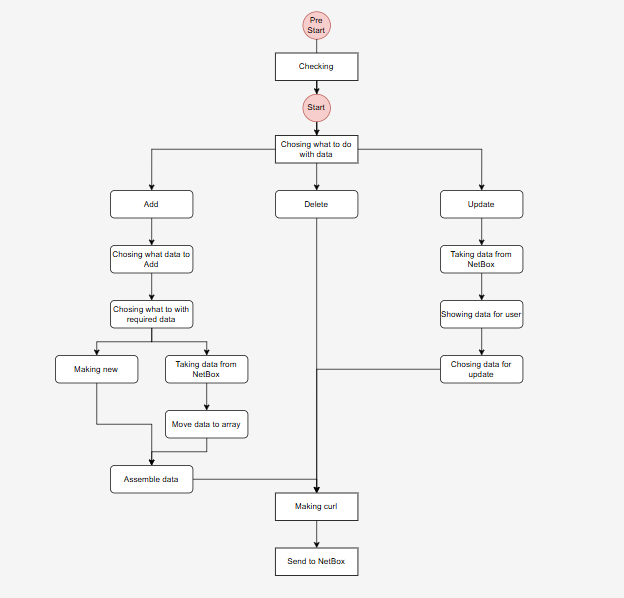 Pre
Start
Checking
Start
Chosing what to do
with data
Add
Delete
Update
Chosing what data to
Add
Taking data from
NetBox
Chosing what to with
required data
Showing data for user
Making new
Taking data from
NetBox
Chosing data for
update
Move data to array
Assemble data
Making curl
Send to NetBox